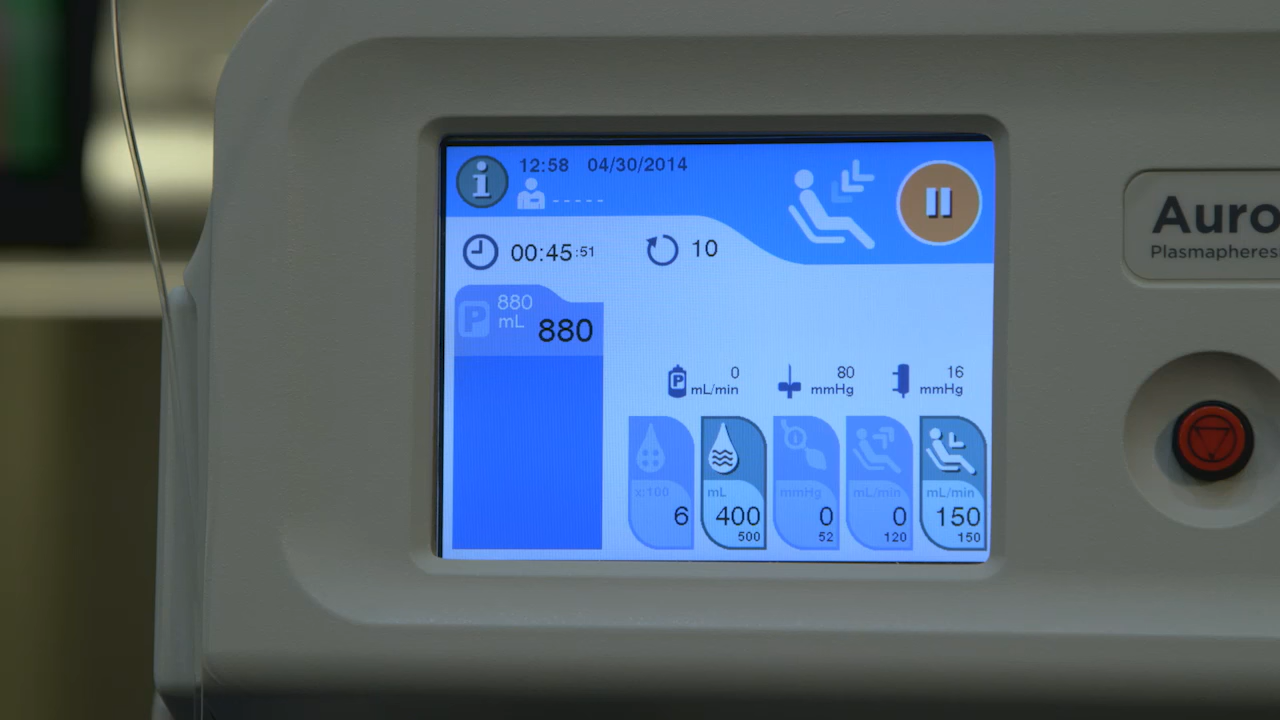 i 12:58 04/30/2014
- - - - - -
00:45:51 10
P 880 mL 880
P 0 mL/min 80 mmHg 16 mmHg
x:100 mL mmHg mL/min mL/min
6 400 0 0 150
500 52 120 150
Auro
Plasmapheres